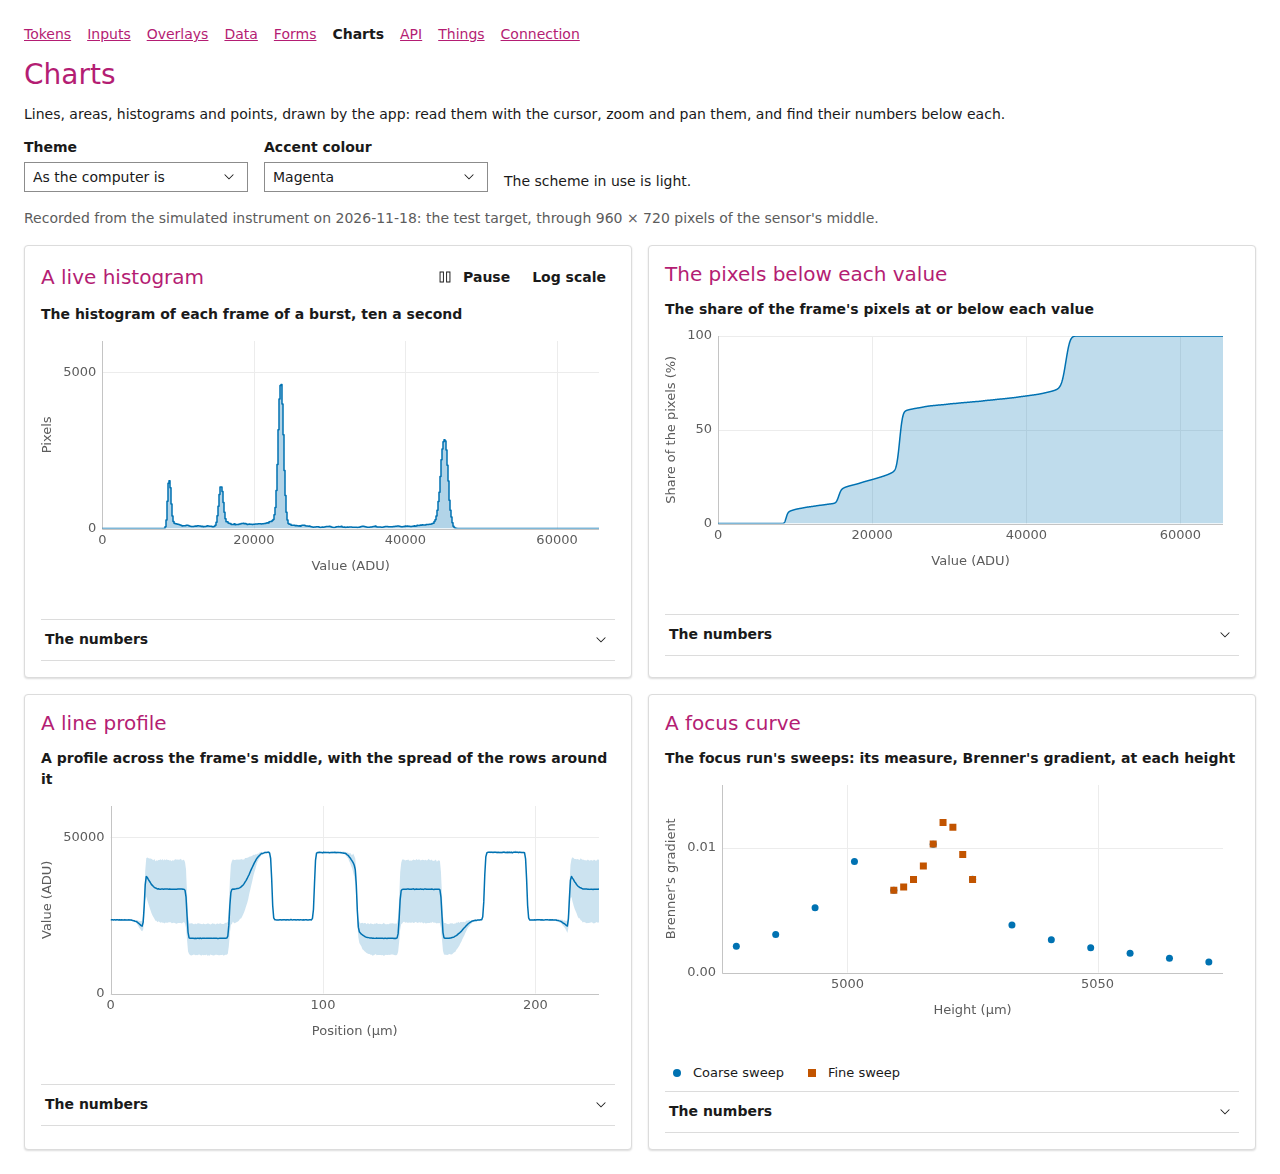 Tokens Inputs Overlays Data Forms Charts API Things Connection
Charts
Lines, areas, histograms and points, drawn by the app: read them with the cursor, zoom and pan them, and find their numbers below each.
Theme Accent colour
As the computer is Magenta The scheme in use is light.
Recorded from the simulated instrument on 2026-11-18: the test target, through 960 × 720 pixels of the sensor's middle.
A live histogram Pause Log scale
The histogram of each frame of a burst, ten a second
Pixels
5000
0
0 20000 40000 60000
Value (ADU)
The numbers
The pixels below each value
The share of the frame's pixels at or below each value
Share of the pixels (%)
100
50
0
0 20000 40000 60000
Value (ADU)
The numbers
A line profile
A profile across the frame's middle, with the spread of the rows around
it
Value (ADU)
50000
0
0 100 200
Position (µm)
The numbers
A focus curve
The focus run's sweeps: its measure, Brenner's gradient, at each height
Brenner's gradient
0.01
0.00
5000 5050
Height (µm)
Coarse sweep Fine sweep
The numbers